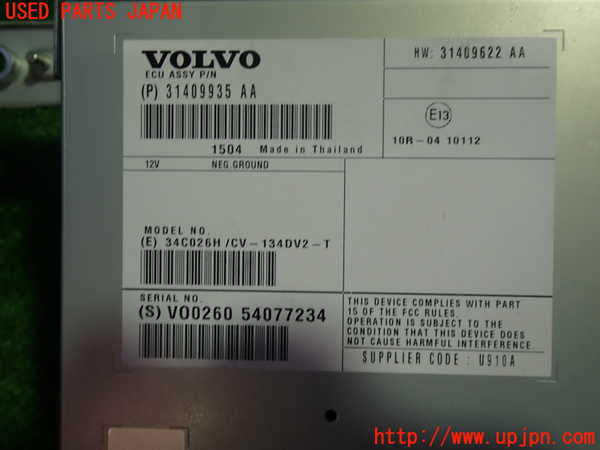 USED PARTS JAPAN
VOLVO
ECU ASSY P/N
(P) 31409935 AA
1504 Made in Thailand
HW: 31409622 AA
E13
10R-04 10112
12V NEG.GROUND
MODEL NO.
(E) 34C026H/CV-134DV2-T
SERIAL NO.
(S) VO0260 54077234
THIS DEVICE COMPLIES WITH PART
15 OF THE FCC RULES.
OPERATION IS SUBJECT TO THE
CONDITION THAT THIS DEVICE DOES
NOT CAUSE HARMFUL INTERFERENCE.
SUPPLIER CODE : U910A
UPJ
http://www.upjpn.com/